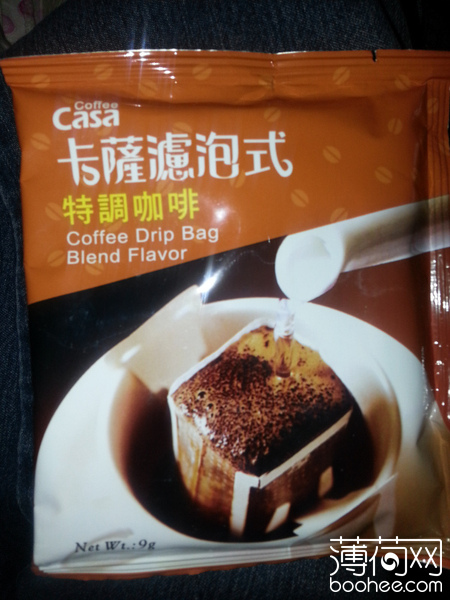 Coffee
Casa
卡薩濾泡式
特調咖啡
Coffee Drip Bag
Blend Flavor
Net Wt.:9g
薄荷网
boohee.com